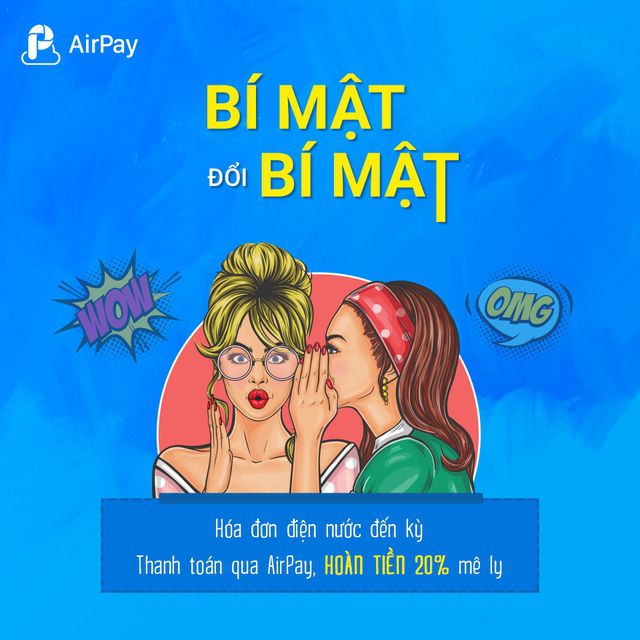 AirPay
BÍ MẬT
ĐỔI BÍ MẬT
WOW
OMG
Hóa đơn điện nước đến kỳ
Thanh toán qua AirPay, HOÀN TIỀN 20% mê ly